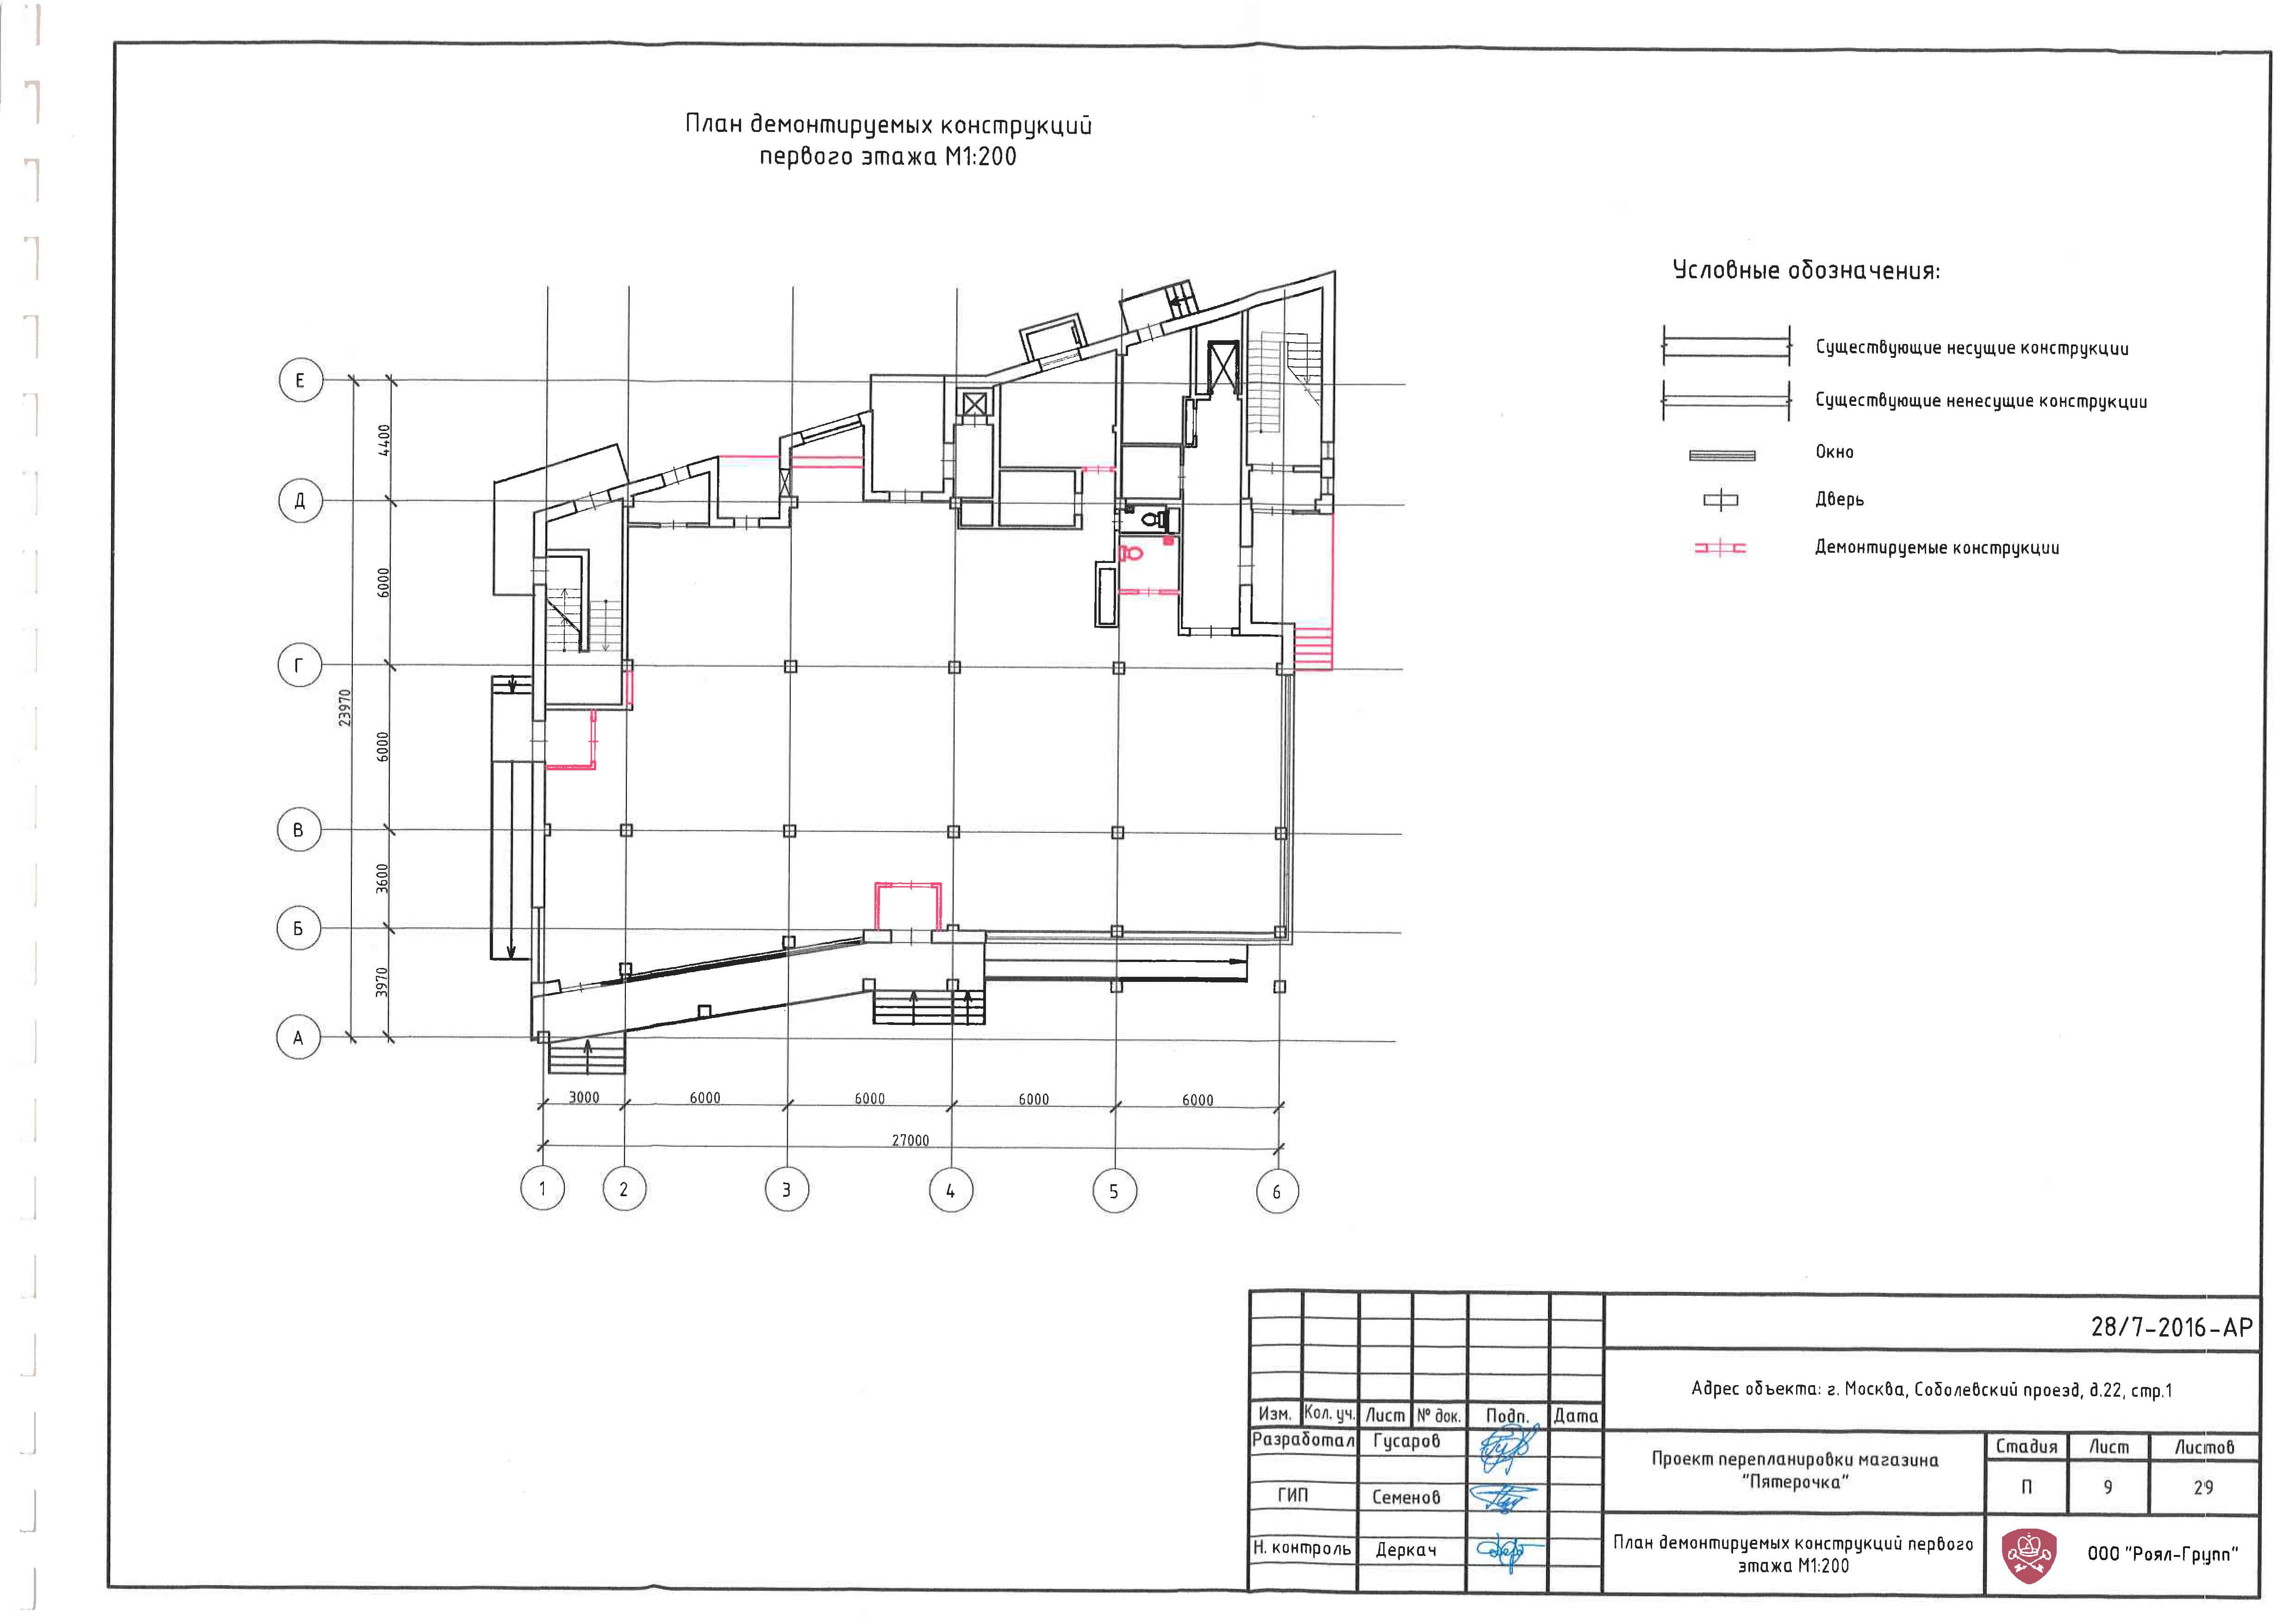 План демонтируемых конструкций
первого этажа М1:200
Условные обозначения:
Существующие несущие конструкции
Существующие ненесущие конструкции
Окно
Дверь
Демонтируемые конструкции
Е
Д
Г
В
Б
А
4400
6000
6000
3600
3970
23970
3000
6000
6000
6000
6000
27000
1
2
3
4
5
6
28/7-2016-АР
Адрес объекта: г. Москва, Соболевский проезд, д.22, стр.1
Изм.
Кол. уч.
Лист
№ док.
Подп.
Дата
Разработал
Гусаров
ГИП
Семенов
Н. контроль
Деркач
Проект перепланировки магазина
"Пятерочка"
Стадия
Лист
Листов
П
9
29
План демонтируемых конструкций первого
этажа М1:200
ООО "Роял-Групп"